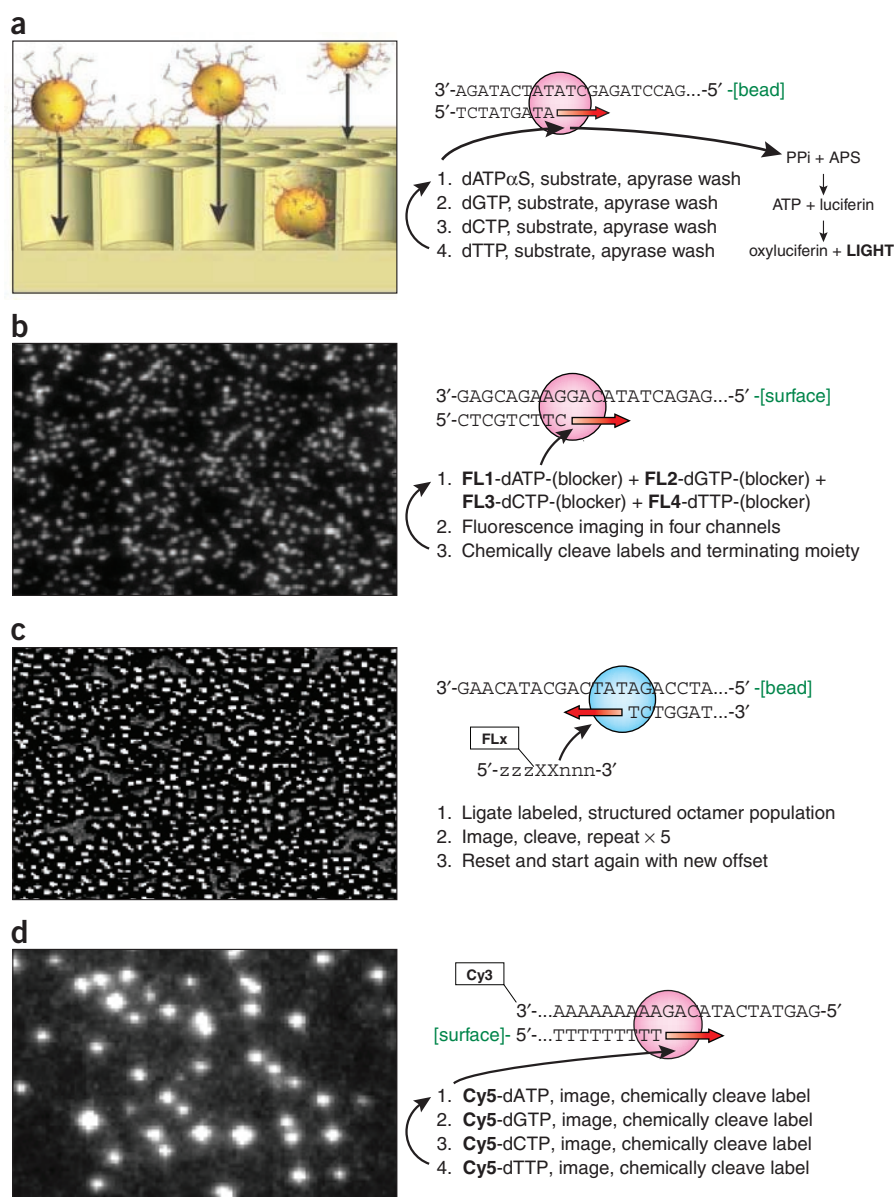 a
3′-AGATACTATATCGAGATCCAG...-5′ -[bead]
5′-TCTATGATA
1. dATPαS, substrate, apyrase wash
2. dGTP, substrate, apyrase wash
3. dCTP, substrate, apyrase wash
4. dTTP, substrate, apyrase wash
PPi + APS
ATP + luciferin
oxyluciferin + LIGHT
b
3′-GAGCAGAAGGACATATCAGAG...-5′ -[surface]
5′-CTCGTCTTC
1. FL1-dATP-(blocker) + FL2-dGTP-(blocker) +
FL3-dCTP-(blocker) + FL4-dTTP-(blocker)
2. Fluorescence imaging in four channels
3. Chemically cleave labels and terminating moiety
c
3′-GAACATACGACTATAGACCTA...-5′ -[bead]
TCTGGAT...-3′
FLx
5′-zzzXXnnn-3′
1. Ligate labeled, structured octamer population
2. Image, cleave, repeat × 5
3. Reset and start again with new offset
d
Cy3
3′-...AAAAAAAAAGACATACTATGAG-5′
[surface]- 5′-...TTTTTTTTT
1. Cy5-dATP, image, chemically cleave label
2. Cy5-dGTP, image, chemically cleave label
3. Cy5-dCTP, image, chemically cleave label
4. Cy5-dTTP, image, chemically cleave label